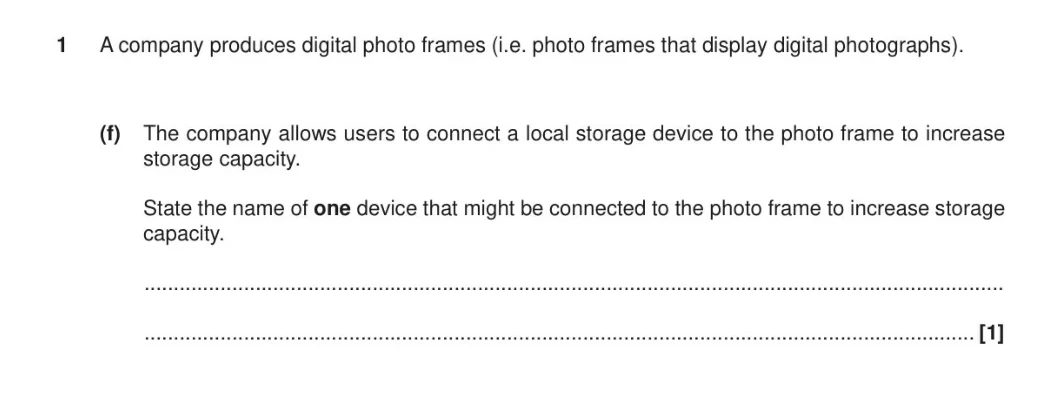 1 A company produces digital photo frames (i.e. photo frames that display digital photographs).
(f) The company allows users to connect a local storage device to the photo frame to increase
storage capacity.
State the name of one device that might be connected to the photo frame to increase storage
capacity.
..........................................................................................................................................
..................................................................................................................................... [1]